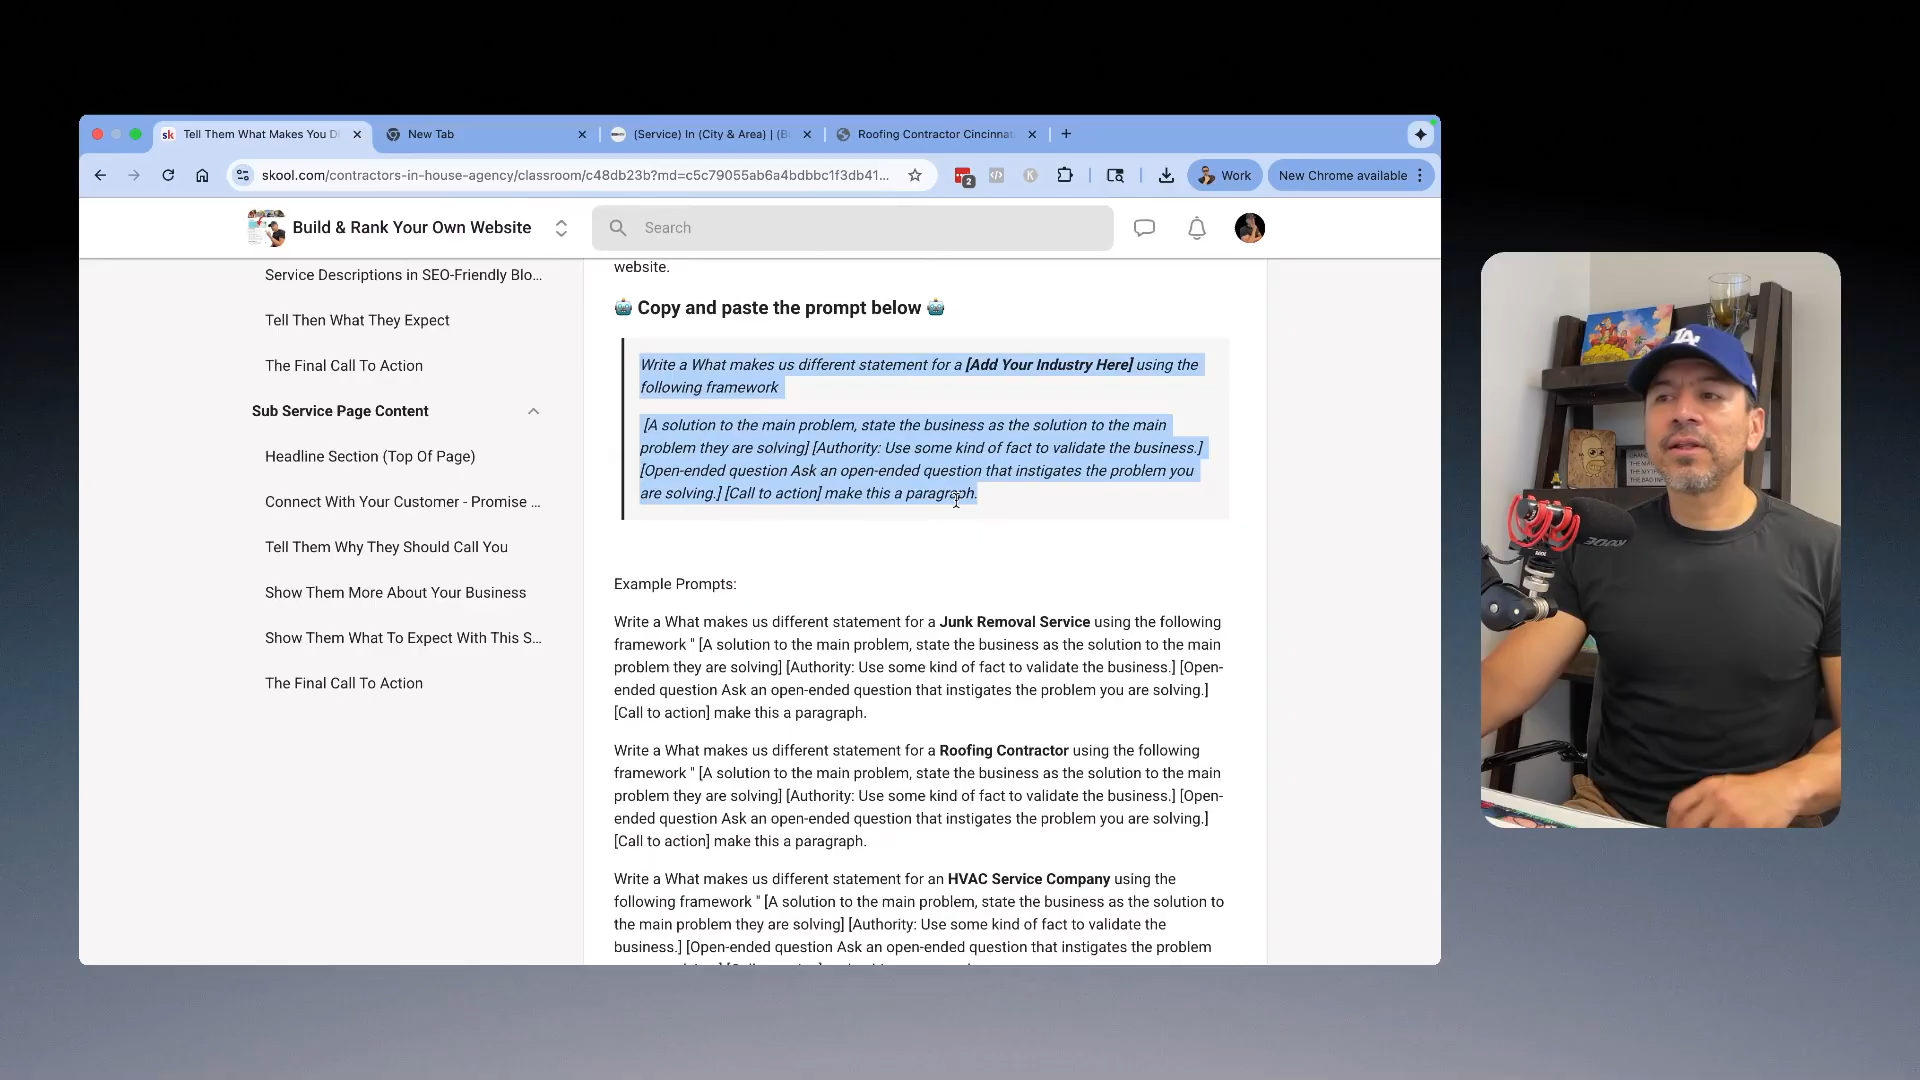 Tell Them What Makes You Di
New Tab
(Service) In (City & Area) | (B
Roofing Contractor Cincinnat
skool.com/contractors-in-house-agency/classroom/c48db23b?md=c5c79055ab6a4bdbbc1f3db41...
2
K
Work
New Chrome available
Build & Rank Your Own Website
Search
Service Descriptions in SEO-Friendly Blo...
Tell Then What They Expect
The Final Call To Action
Sub Service Page Content
Headline Section (Top Of Page)
Connect With Your Customer - Promise ...
Tell Them Why They Should Call You
Show Them More About Your Business
Show Them What To Expect With This S...
The Final Call To Action
website.
Copy and paste the prompt below
Write a What makes us different statement for a [Add Your Industry Here] using the
following framework
[A solution to the main problem, state the business as the solution to the main
problem they are solving] [Authority: Use some kind of fact to validate the business.]
[Open-ended question Ask an open-ended question that instigates the problem you
are solving.] [Call to action] make this a paragraph.
Example Prompts:
Write a What makes us different statement for a Junk Removal Service using the following
framework " [A solution to the main problem, state the business as the solution to the main
problem they are solving] [Authority: Use some kind of fact to validate the business.] [Open-
ended question Ask an open-ended question that instigates the problem you are solving.]
[Call to action] make this a paragraph.
Write a What makes us different statement for a Roofing Contractor using the following
framework " [A solution to the main problem, state the business as the solution to the main
problem they are solving] [Authority: Use some kind of fact to validate the business.] [Open-
ended question Ask an open-ended question that instigates the problem you are solving.]
[Call to action] make this a paragraph.
Write a What makes us different statement for an HVAC Service Company using the
following framework " [A solution to the main problem, state the business as the solution to
the main problem they are solving] [Authority: Use some kind of fact to validate the
business.] [Open-ended question Ask an open-ended question that instigates the problem
RODE